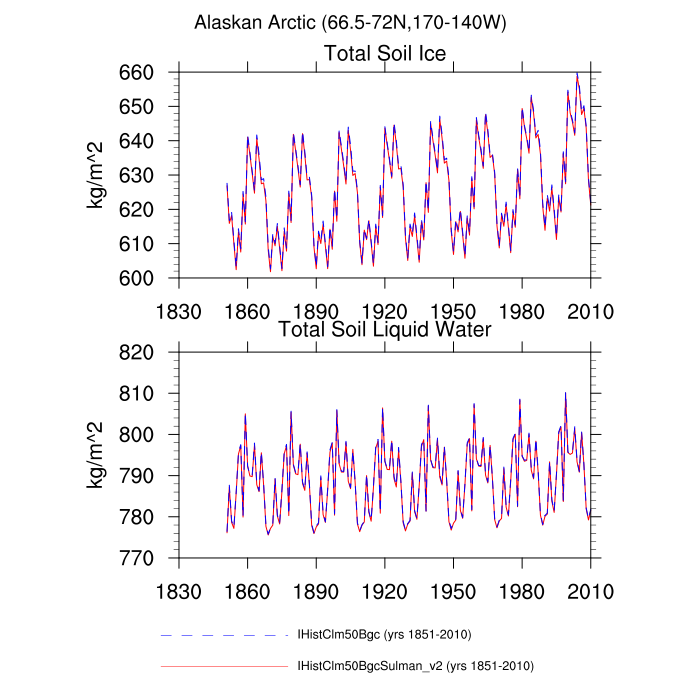 Alaskan Arctic (66.5-72N,170-140W)
Total Soil Ice
660
650
640
630
620
610
600
kg/m^2
1830 1860 1890 1920 1950 1980 2010
Total Soil Liquid Water
820
810
800
790
780
770
kg/m^2
1830 1860 1890 1920 1950 1980 2010
IHistClm50Bgc (yrs 1851-2010)
IHistClm50BgcSulman_v2 (yrs 1851-2010)